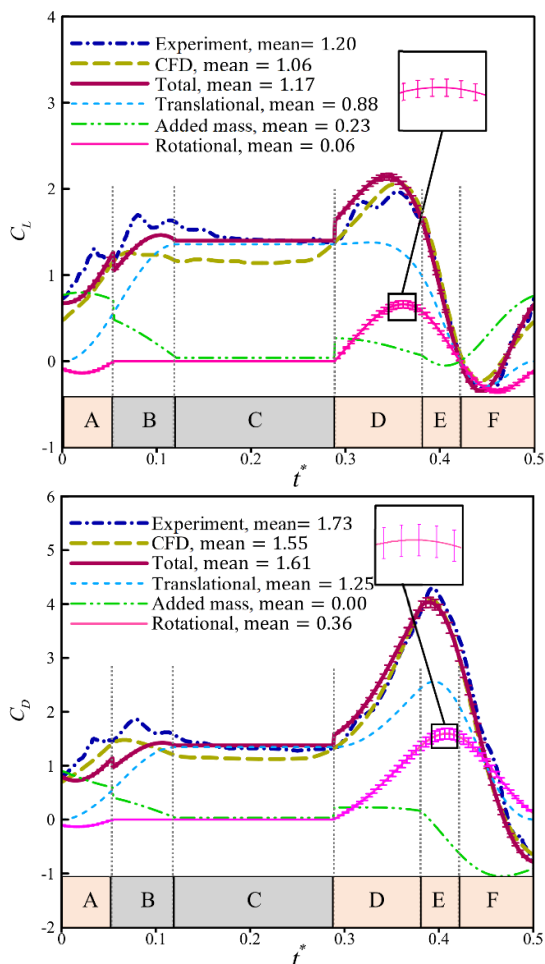 4
3
2
1
0
-1
C_L
Experiment, mean= 1.20
CFD, mean = 1.06
Total, mean = 1.17
Translational, mean = 0.88
Added mass, mean = 0.23
Rotational, mean = 0.06
A B C D E F
0 0.1 0.2 0.3 0.4 0.5
t*
6
5
4
3
2
1
0
-1
-2
C_D
Experiment, mean= 1.73
CFD, mean = 1.55
Total, mean = 1.61
Translational, mean = 1.25
Added mass, mean = 0.00
Rotational, mean = 0.36
A B C D E F
0 0.1 0.2 0.3 0.4 0.5
t*